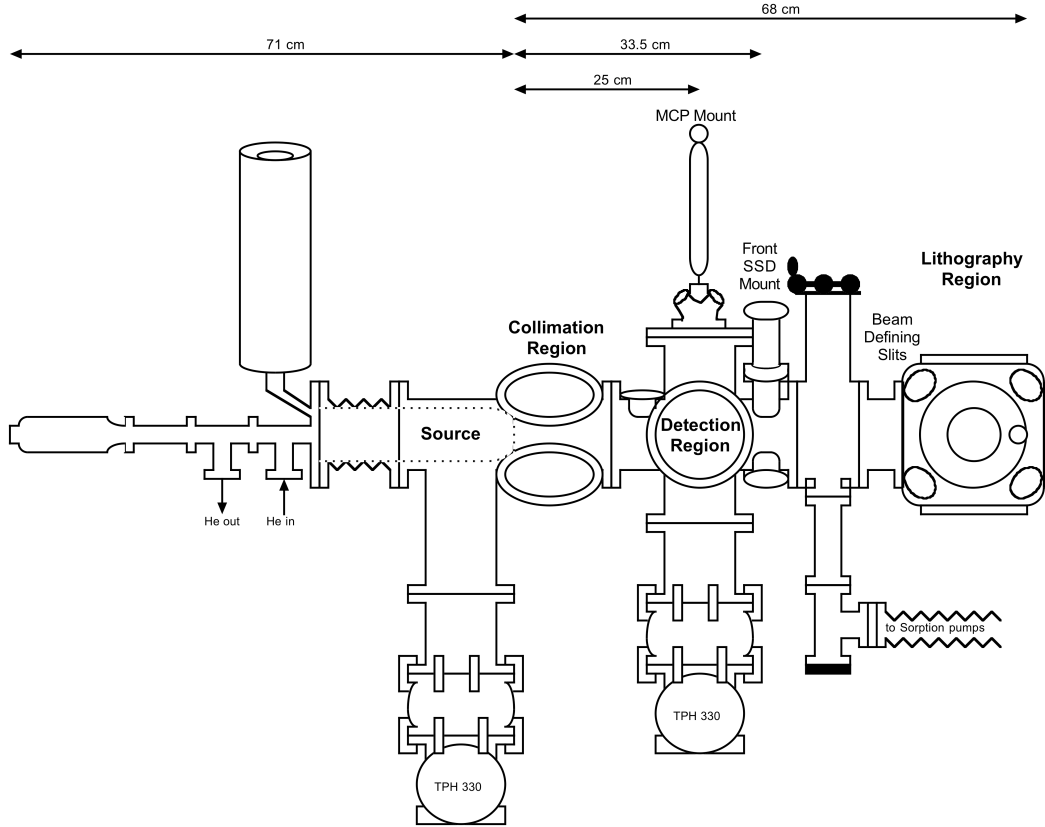 68 cm
71 cm
33.5 cm
25 cm
MCP Mount
Front
SSD
Mount
Lithography
Region
Beam
Defining
Slits
Collimation
Region
Source
Detection
Region
He out
He in
to Sorption pumps
TPH 330
TPH 330